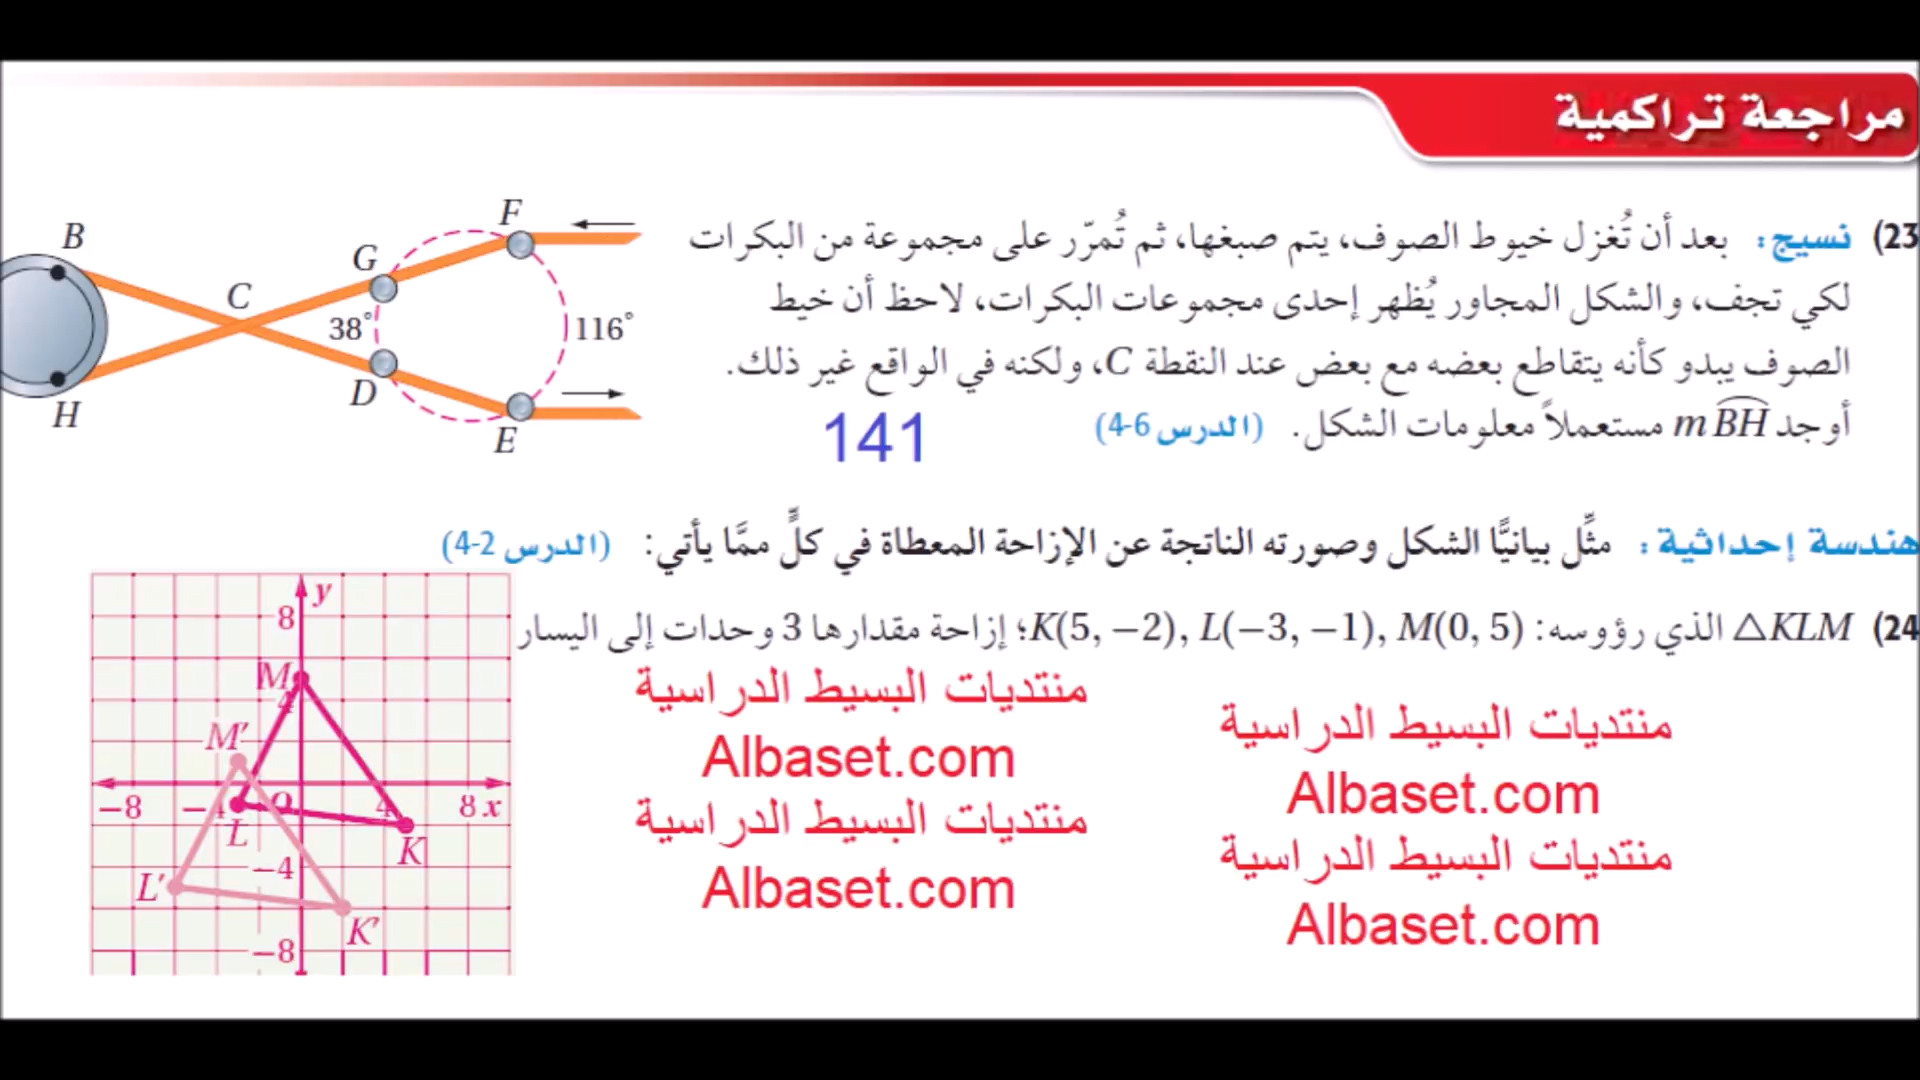 مراجعة تراكمية
23) نسيج: بعد أن تُغزل خيوط الصوف، يتم صبغها، ثم تُمرّر على مجموعة من البكرات
لكي تجف، والشكل المجاور يُظهر إحدى مجموعات البكرات، لاحظ أن خيط
الصوف يبدو كأنه يتقاطع بعضه مع بعض عند النقطة C، ولكنه في الواقع غير ذلك.
أوجد mBH مستعملاً معلومات الشكل. (الدرس 6-4)
141
B
C
G
F
38°
116°
D
E
H
هندسة إحداثية: مثِّل بيانيًّا الشكل وصورته الناتجة عن الإزاحة المعطاة في كلٍّ ممَّا يأتي: (الدرس 2-4)
24) △KLM الذي رؤوسه: K(5, −2), L(−3, −1), M(0, 5)؛ إزاحة مقدارها 3 وحدات إلى اليسار
y
8
M
4
M′
−8
−4
O
4
8 x
L
K
−4
L′
K′
−8
منتديات البسيط الدراسية
Albaset.com
منتديات البسيط الدراسية
Albaset.com
منتديات البسيط الدراسية
Albaset.com
منتديات البسيط الدراسية
Albaset.com